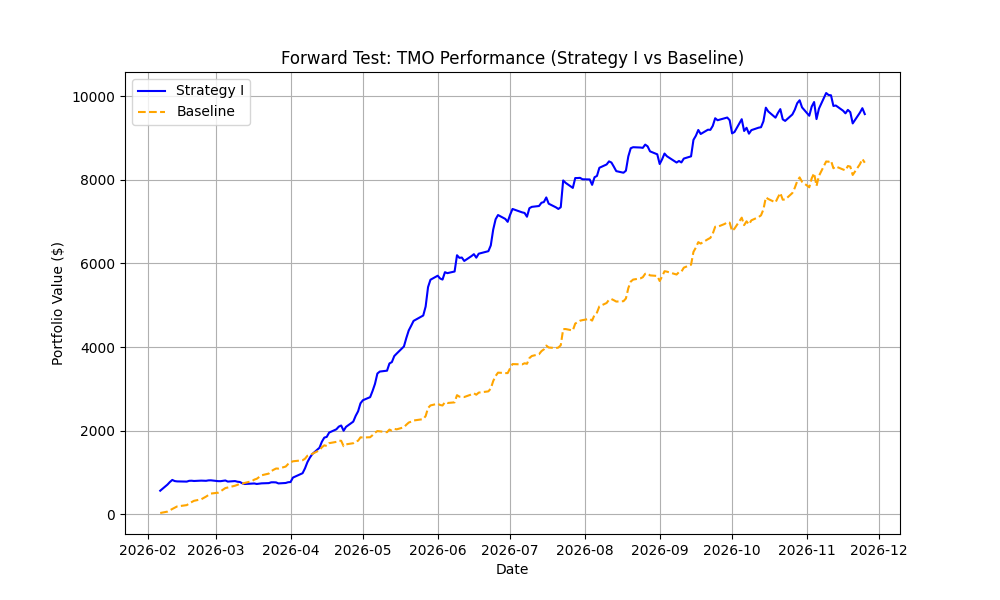 Forward Test: TMO Performance (Strategy I vs Baseline)
Strategy I
Baseline
Portfolio Value ($)
10000
8000
6000
4000
2000
0
2026-02 2026-03 2026-04 2026-05 2026-06 2026-07 2026-08 2026-09 2026-10 2026-11 2026-12
Date